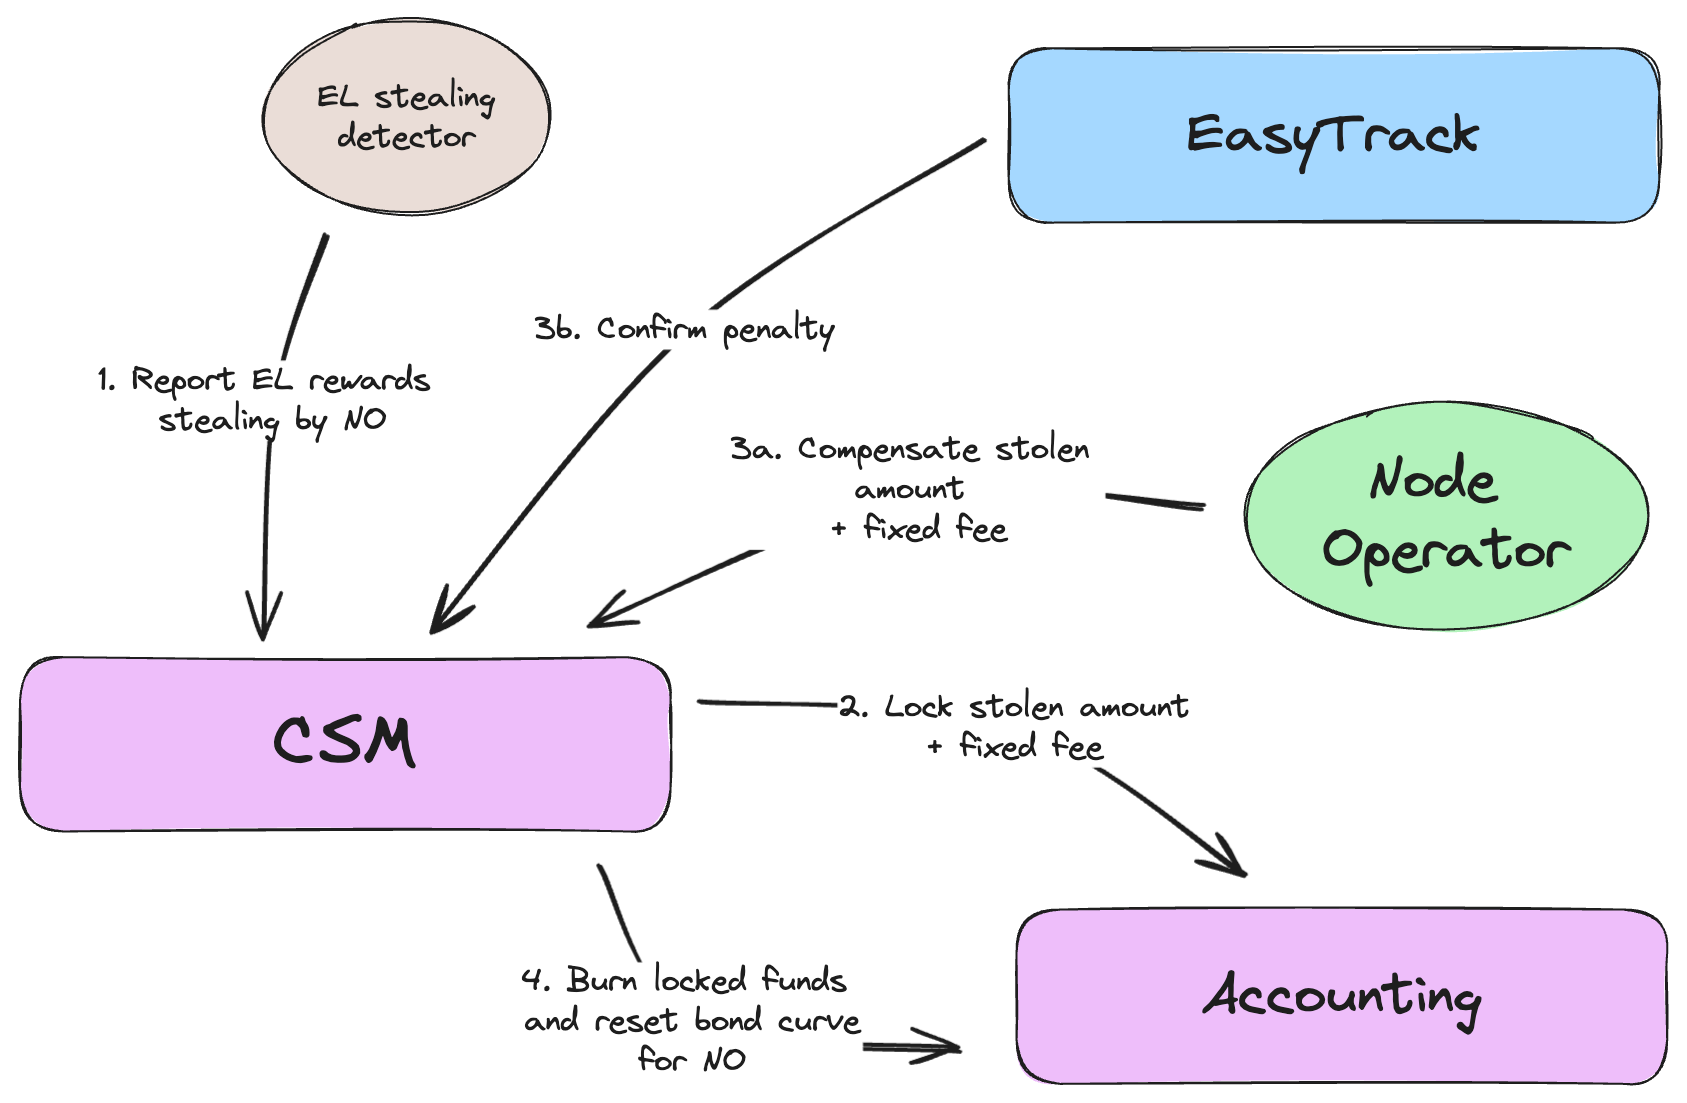 EL stealing
detector
EasyTrack
3b. Confirm penalty
1. Report EL rewards
stealing by NO
3a. Compensate stolen
amount
+ fixed fee
Node
Operator
CSM
2. Lock stolen amount
+ fixed fee
4. Burn locked funds
and reset bond curve
for NO
Accounting